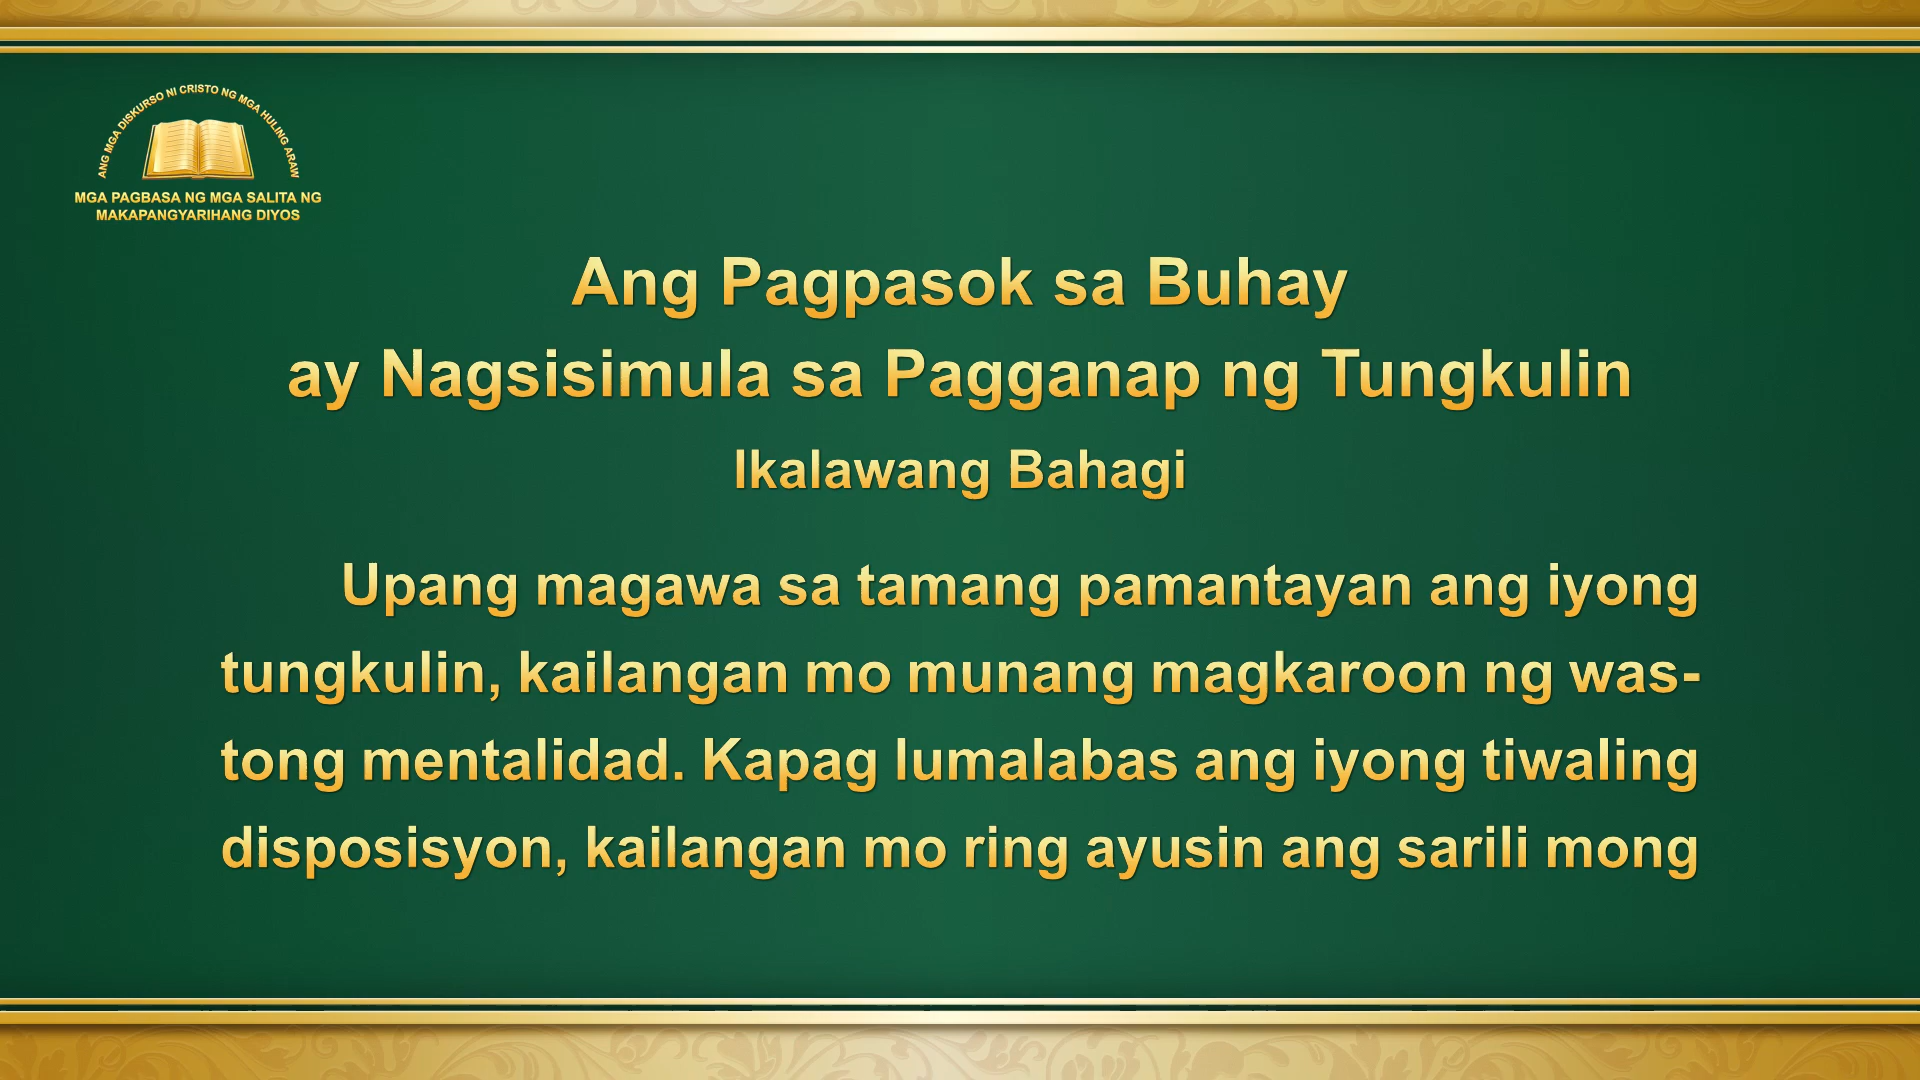 ANG MGA DISKURSO NI CRISTO NG MGA HULING ARAW
MGA PAGBASA NG MGA SALITA NG
MAKAPANGYARIHANG DIYOS
Ang Pagpasok sa Buhay
ay Nagsisimula sa Pagganap ng Tungkulin
Ikalawang Bahagi
Upang magawa sa tamang pamantayan ang iyong
tungkulin, kailangan mo munang magkaroon ng was-
tong mentalidad. Kapag lumalabas ang iyong tiwaling
disposisyon, kailangan mo ring ayusin ang sarili mong